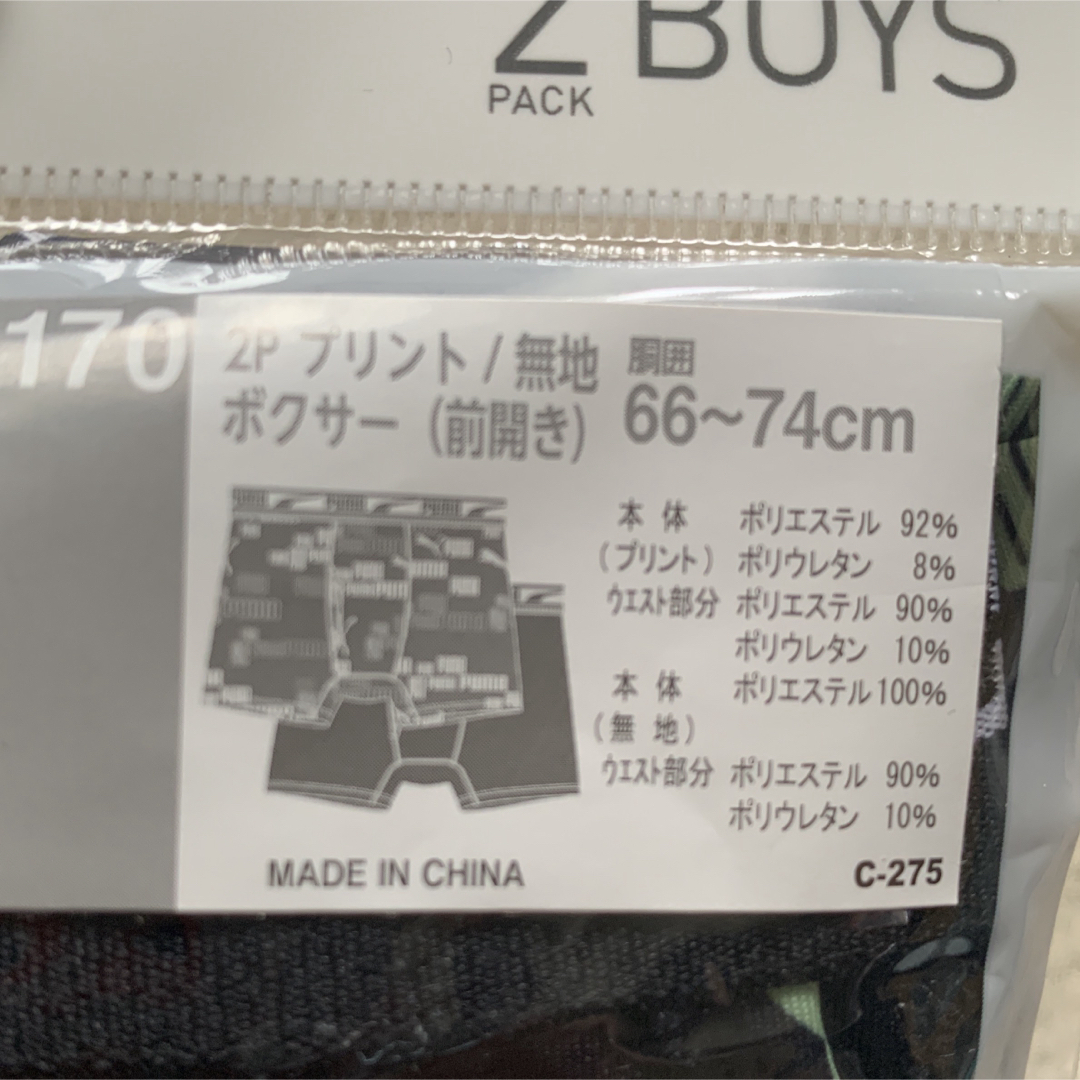 2 BOYS
PACK
170
2P プリント / 無地
ボクサー (前開き)
胴囲
66～74cm
本 体 ポリエステル 92%
(プリント) ポリウレタン 8%
ウエスト部分 ポリエステル 90%
ポリウレタン 10%
本 体 ポリエステル 100%
(無 地)
ウエスト部分 ポリエステル 90%
ポリウレタン 10%
MADE IN CHINA
C-275